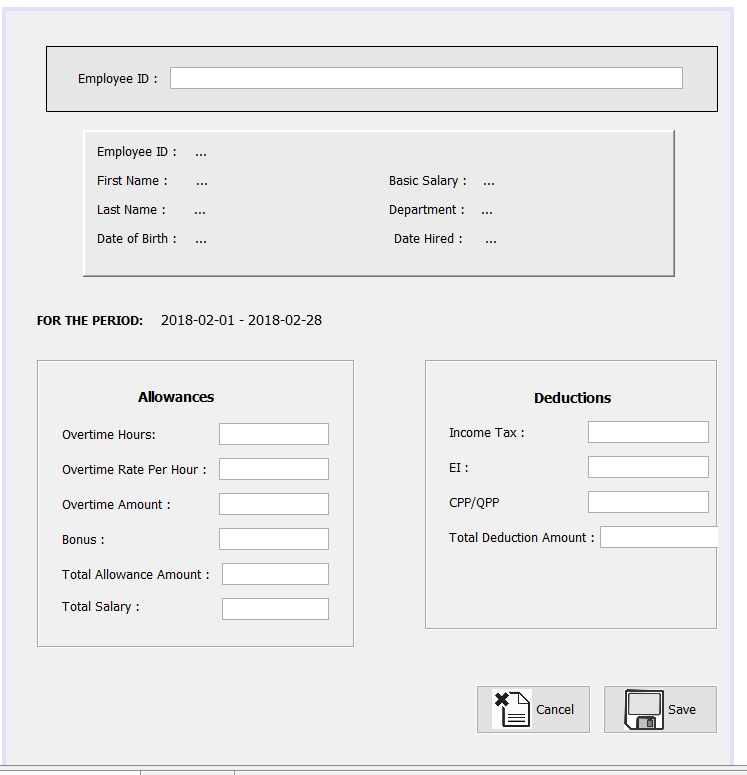 Employee ID :
Employee ID : ...
First Name : ... Basic Salary : ...
Last Name : ... Department : ...
Date of Birth : ... Date Hired : ...
FOR THE PERIOD: 2018-02-01 - 2018-02-28
Allowances
Overtime Hours:
Overtime Rate Per Hour :
Overtime Amount :
Bonus :
Total Allowance Amount :
Total Salary :
Deductions
Income Tax :
EI :
CPP/QPP
Total Deduction Amount :
Cancel Save